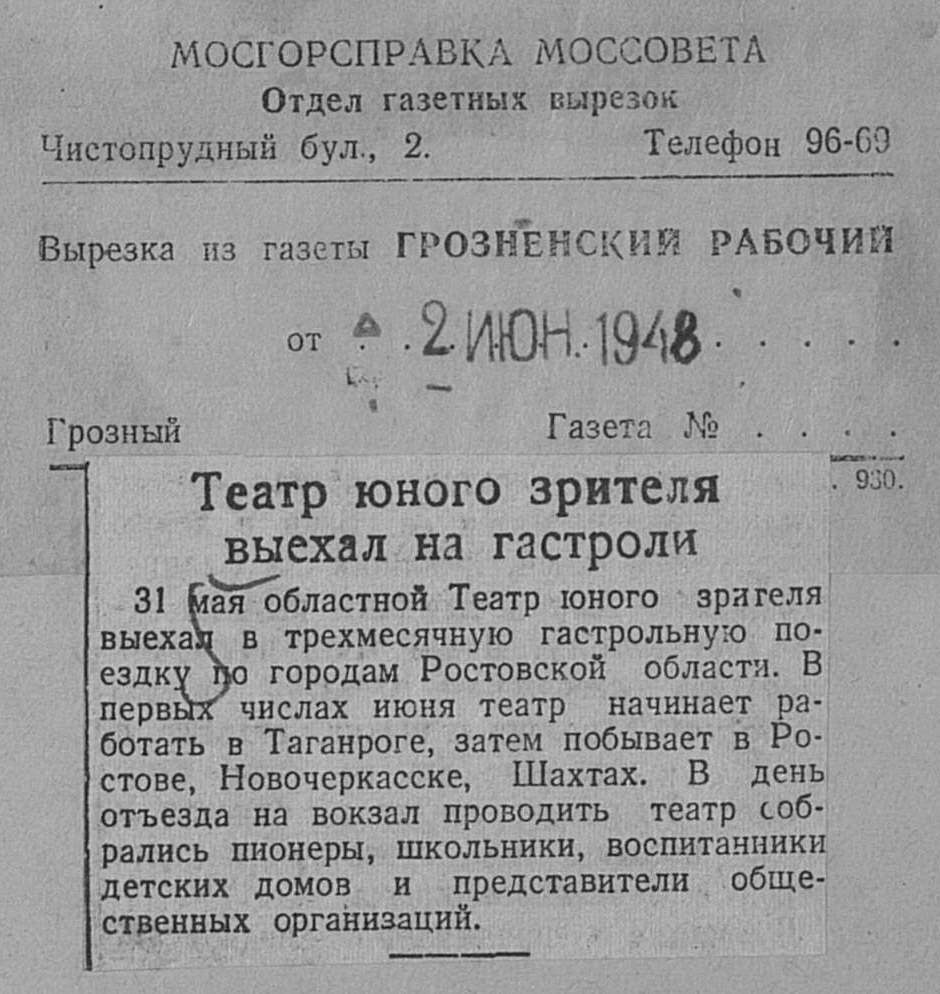 МОСГОРСПРАВКА МОССОВЕТА
Отдел газетных вырезок
Чистопрудный бул., 2. Телефон 96-69
Вырезка из газеты ГРОЗНЕНСКИЙ РАБОЧИЙ
от . . 2 ИЮН. 1948 . . . . .
Грозный Газета № . . . .
. 930.
Театр юного зрителя
выехал на гастроли
31 мая областной Театр юного зрителя
выехал в трехмесячную гастрольную по-
ездку по городам Ростовской области. В
первых числах июня театр начинает ра-
ботать в Таганроге, затем побывает в Ро-
стове, Новочеркасске, Шахтах. В день
отъезда на вокзал проводить театр соб-
рались пионеры, школьники, воспитанники
детских домов и представители обще-
ственных организаций.